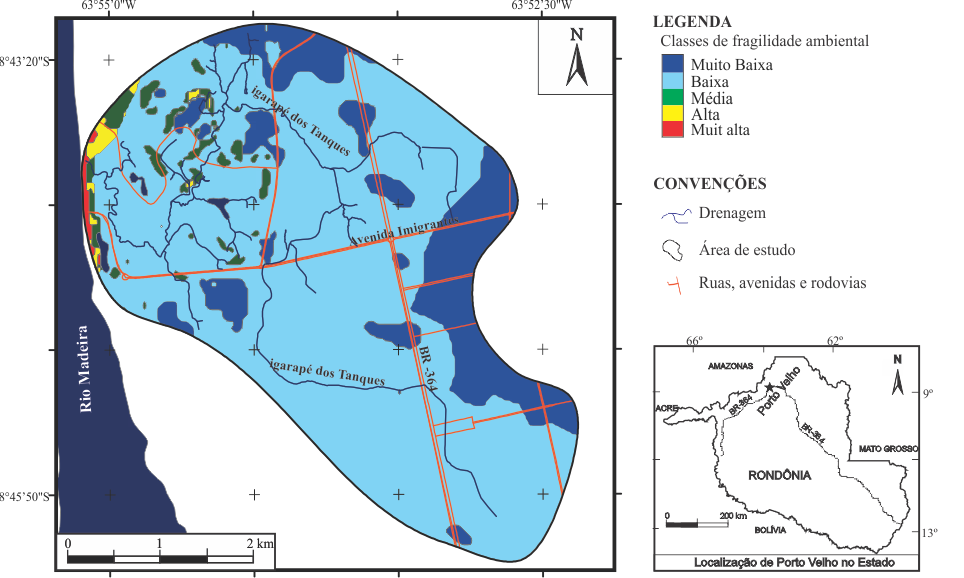 63°55'0"W
63°52'30"W
8°43'20"S
8°45'50"S
N
igarapé dos Tanques
Avenida Imigrantes
Rio Madeira
BR -364
igarapé dos Tanques
0 1 2 km
LEGENDA
Classes de fragilidade ambiental
Muito Baixa
Baixa
Média
Alta
Muit alta
CONVENÇÕES
Drenagem
Área de estudo
Ruas, avenidas e rodovias
66°
62°
N
AMAZONAS
9°
ACRE
BR-364
Porto Velho
BR-364
MATO GROSSO
RONDÔNIA
0 200 km
BOLÍVIA
13°
Localização de Porto Velho no Estado